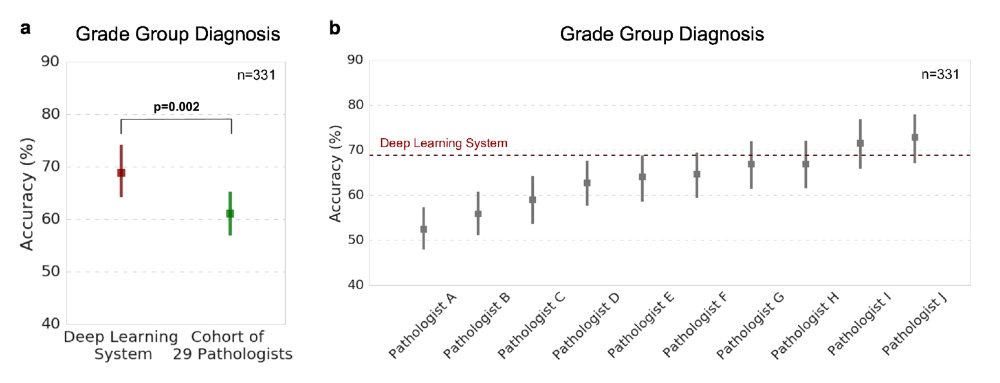 a
Grade Group Diagnosis
n=331
p=0.002
Accuracy (%)
90
80
70
60
50
40
Deep Learning System
Cohort of 29 Pathologists
b
Grade Group Diagnosis
n=331
Deep Learning System
Accuracy (%)
90
80
70
60
50
40
Pathologist A
Pathologist B
Pathologist C
Pathologist D
Pathologist E
Pathologist F
Pathologist G
Pathologist H
Pathologist I
Pathologist J